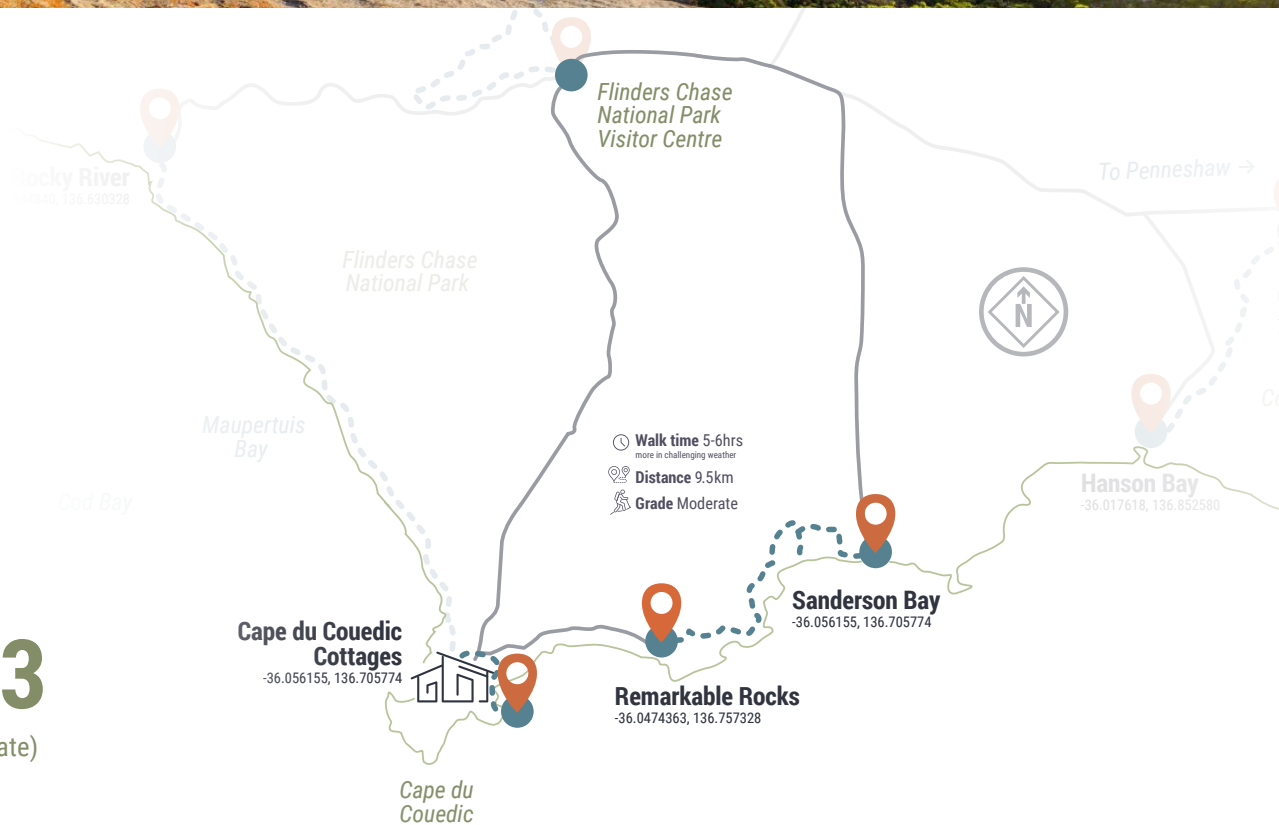 Flinders Chase
National Park
Visitor Centre
To Penneshaw →
Rocky River
136.630328
Flinders Chase
National Park
N
Maupertuis
Bay
Walk time 5-6hrs
more in challenging weather
Distance 9.5km
Grade Moderate
Cod Bay
Hanson Bay
-36.017618, 136.852580
Sanderson Bay
-36.056155, 136.705774
Cape du Couedic
Cottages
-36.056155, 136.705774
3
Remarkable Rocks
-36.0474363, 136.757328
ate)
Cape du
Couedic